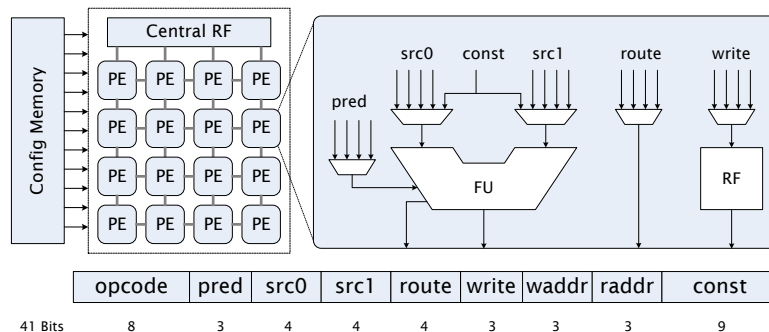 Config Memory
Central RF
PE PE PE PE
PE PE PE PE
PE PE PE PE
PE PE PE PE
src0 const src1 route write
pred
FU
RF
opcode pred src0 src1 route write waddr raddr const
41 Bits 8 3 4 4 4 3 3 3 9